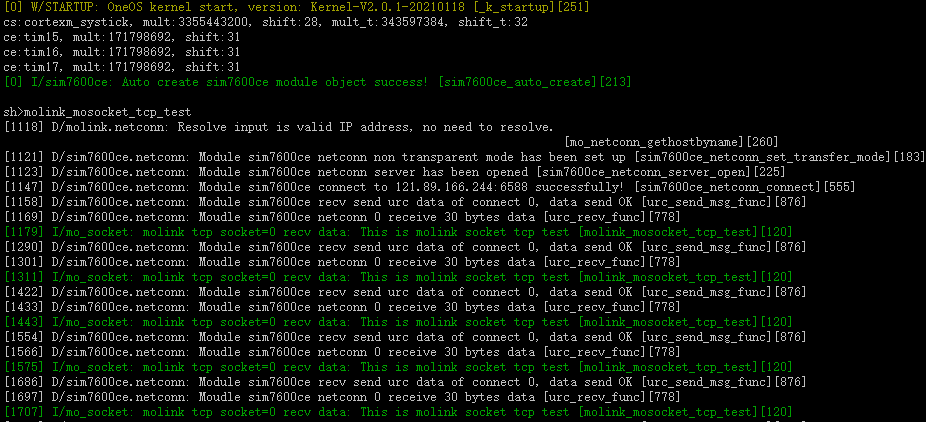 [0] W/STARTUP: OneOS kernel start, version: Kernel-V2.0.1-20210118 [_k_startup][251]
cs:cortexm_systick, mult:3355443200, shift:28, mult_t:343597384, shift_t:32
ce:tim15, mult:171798692, shift:31
ce:tim16, mult:171798692, shift:31
ce:tim17, mult:171798692, shift:31
[0] I/sim7600ce: Auto create sim7600ce module object success! [sim7600ce_auto_create][213]
sh>molink_mosocket_tcp_test
[1118] D/molink.netconn: Resolve input is valid IP address, no need to resolve.
[mo_netconn_gethostbyname][260]
[1121] D/sim7600ce.netconn: Module sim7600ce netconn non transparent mode has been set up [sim7600ce_netconn_set_transfer_mode][183]
[1123] D/sim7600ce.netconn: Module sim7600ce netconn server has been opened [sim7600ce_netconn_server_open][225]
[1147] D/sim7600ce.netconn: Module sim7600ce connect to 121.89.166.244:6588 successfully! [sim7600ce_netconn_connect][555]
[1158] D/sim7600ce.netconn: Moudle sim7600ce recv send urc data of connect 0, data send OK [urc_send_msg_func][876]
[1169] D/sim7600ce.netconn: Moudle sim7600ce netconn 0 receive 30 bytes data [urc_recv_func][778]
[1179] I/mo_socket: molink tcp socket=0 recv data: This is molink socket tcp test [molink_mosocket_tcp_test][120]
[1290] D/sim7600ce.netconn: Moudle sim7600ce recv send urc data of connect 0, data send OK [urc_send_msg_func][876]
[1301] D/sim7600ce.netconn: Moudle sim7600ce netconn 0 receive 30 bytes data [urc_recv_func][778]
[1311] I/mo_socket: molink tcp socket=0 recv data: This is molink socket tcp test [molink_mosocket_tcp_test][120]
[1422] D/sim7600ce.netconn: Moudle sim7600ce recv send urc data of connect 0, data send OK [urc_send_msg_func][876]
[1433] D/sim7600ce.netconn: Moudle sim7600ce netconn 0 receive 30 bytes data [urc_recv_func][778]
[1443] I/mo_socket: molink tcp socket=0 recv data: This is molink socket tcp test [molink_mosocket_tcp_test][120]
[1554] D/sim7600ce.netconn: Moudle sim7600ce recv send urc data of connect 0, data send OK [urc_send_msg_func][876]
[1566] D/sim7600ce.netconn: Moudle sim7600ce netconn 0 receive 30 bytes data [urc_recv_func][778]
[1575] I/mo_socket: molink tcp socket=0 recv data: This is molink socket tcp test [molink_mosocket_tcp_test][120]
[1686] D/sim7600ce.netconn: Moudle sim7600ce recv send urc data of connect 0, data send OK [urc_send_msg_func][876]
[1697] D/sim7600ce.netconn: Moudle sim7600ce netconn 0 receive 30 bytes data [urc_recv_func][778]
[1707] I/mo_socket: molink tcp socket=0 recv data: This is molink socket tcp test [molink_mosocket_tcp_test][120]